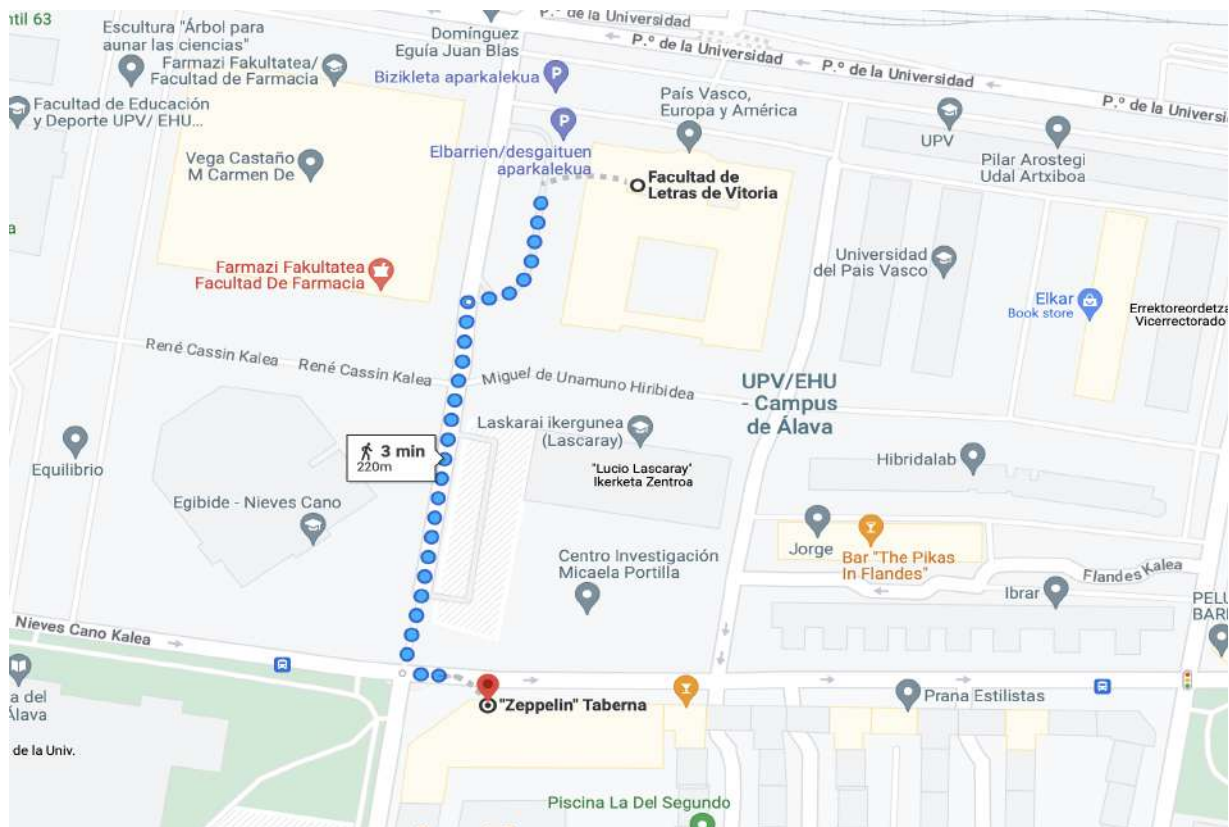 ntil 63
Escultura "Árbol para
aunar las ciencias"
Farmazi Fakultatea/
Facultad de Farmacia
Facultad de Educación
y Deporte UPV/ EHU...
Vega Castaño
M Carmen De
a
Farmazi Fakultatea
Facultad De Farmacia
Domínguez
Eguía Juan Blas
Bizikleta aparkalekua
P
P
Elbarrien/desgaituen
aparkalekua
P.º de la Universidad
P.º de la Universidad
P.º de la Universidad
P.º de la Universi
País Vasco,
Europa y América
Facultad de
Letras de Vitoria
UPV
Pilar Arostegi
Udal Artxiboa
Universidad
del Pais Vasco
Elkar
Book store
Errektoreordetza
Vicerrectorado
René Cassin Kalea
René Cassin Kalea
Miguel de Unamuno Hiribidea
UPV/EHU
- Campus
de Álava
Laskarai ikergunea
(Lascaray)
"Lucio Lascaray'
Ikerketa Zentroa
3 min
220m
Equilibrio
Egibide - Nieves Cano
Hibridalab
Jorge
Bar "The Pikas
In Flandes"
Centro Investigación
Micaela Portilla
Flandes Kalea
Ibrar
PELU
BARI
Nieves Cano Kalea
"Zeppelin" Taberna
Prana Estilistas
a del
Álava
de la Univ.
Piscina La Del Segundo